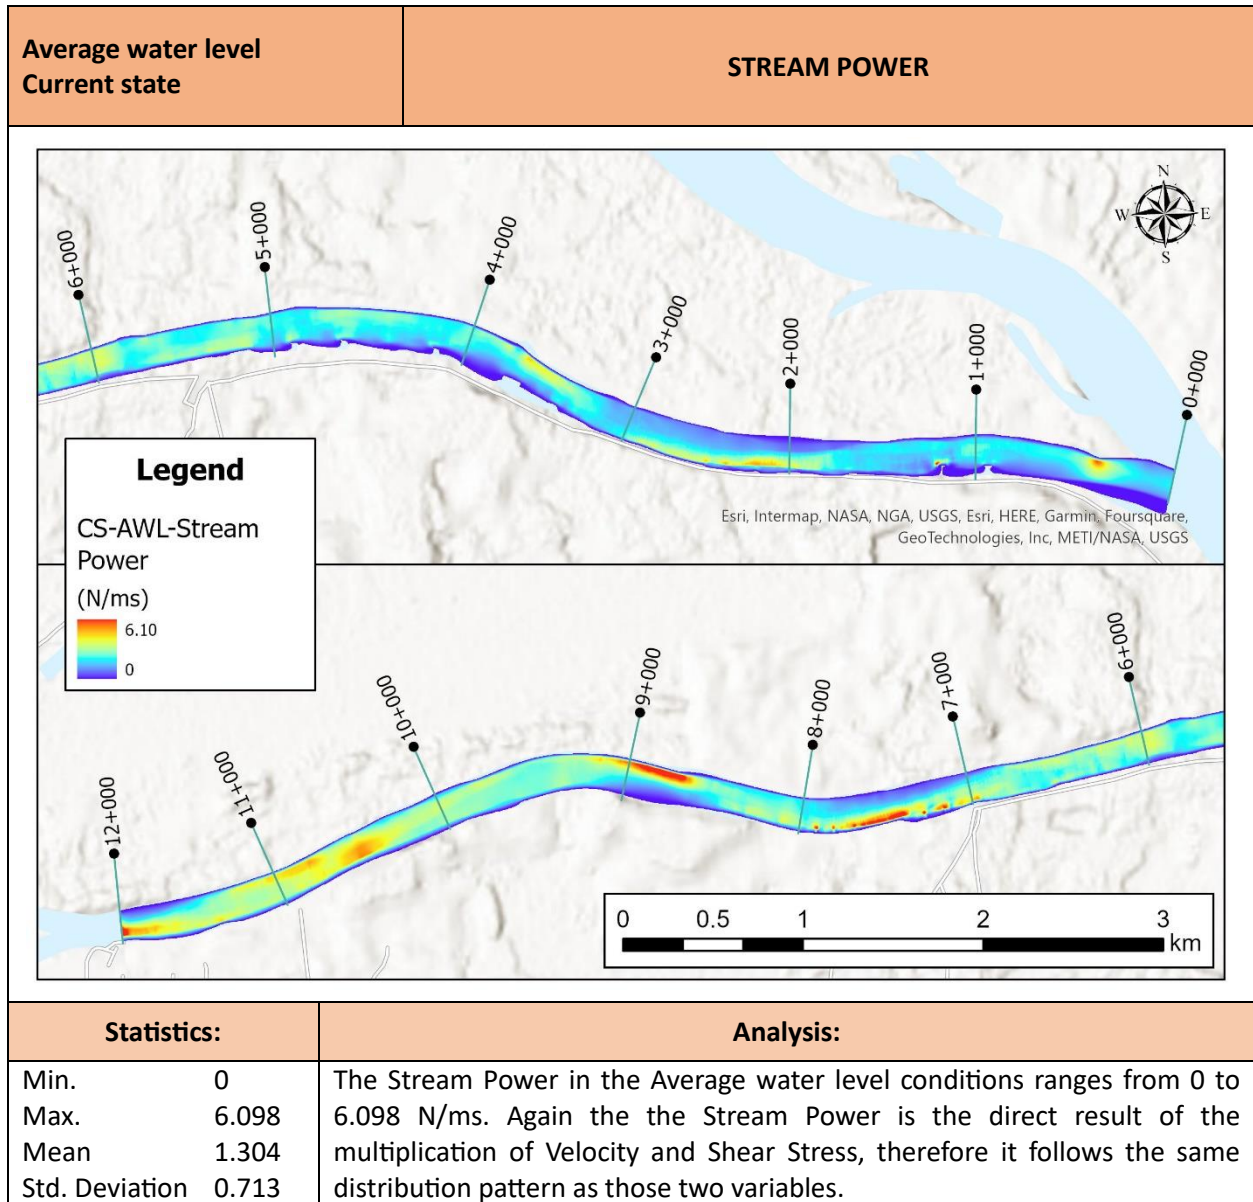 Average water level
Current state
STREAM POWER
N
W E
S
6+000
5+000
4+000
3+000
2+000
1+000
0+000
Esri, Intermap, NASA, NGA, USGS, Esri, HERE, Garmin, Foursquare,
GeoTechnologies, Inc, METI/NASA, USGS
Legend
CS-AWL-Stream
Power
(N/ms)
6.10
0
12+000
11+000
10+000
9+000
8+000
7+000
6+000
0 0.5 1 2 3
km
Statistics:
Analysis:
Min. 0
Max. 6.098
Mean 1.304
Std. Deviation 0.713
The Stream Power in the Average water level conditions ranges from 0 to
6.098 N/ms. Again the the Stream Power is the direct result of the
multiplication of Velocity and Shear Stress, therefore it follows the same
distribution pattern as those two variables.